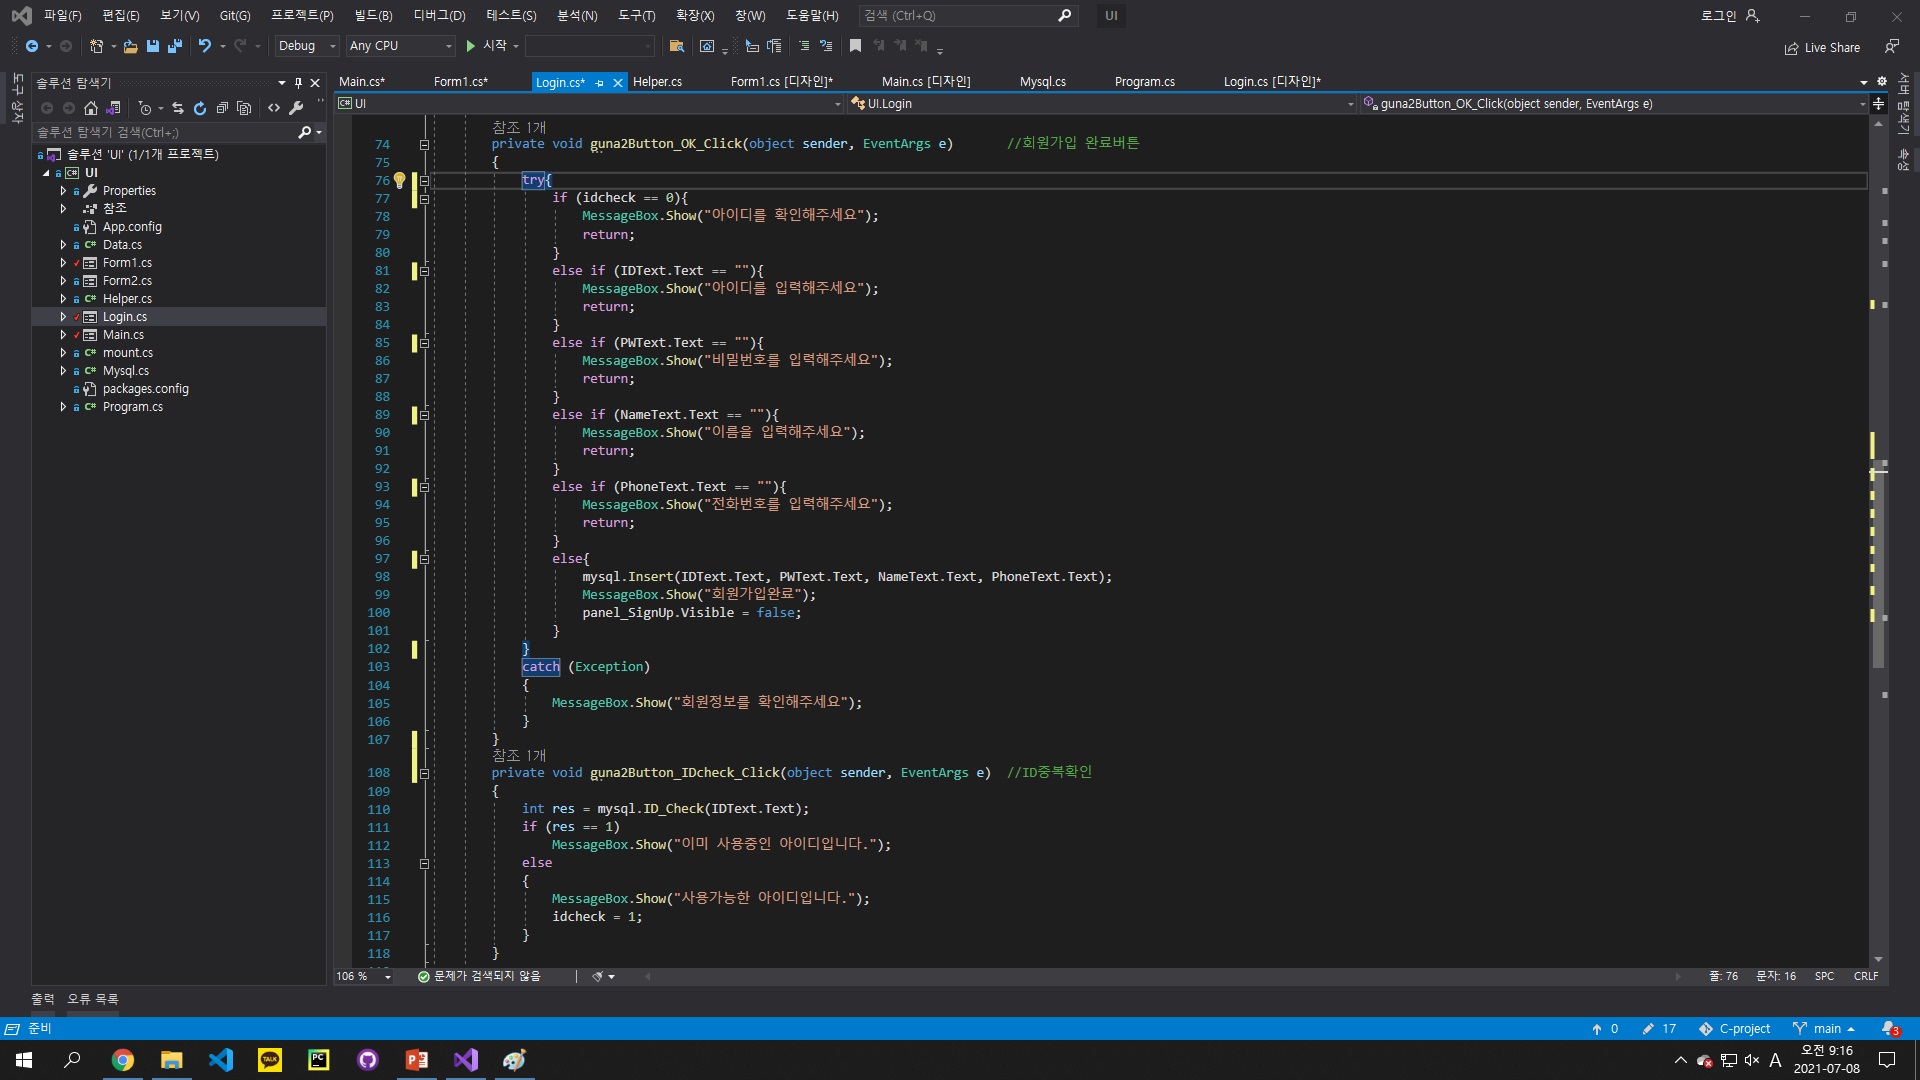 파일(F) 편집(E) 보기(V) Git(G) 프로젝트(P) 빌드(B) 디버그(D) 테스트(S) 분석(N) 도구(T) 확장(X) 창(W) 도움말(H) 검색 (Ctrl+Q) UI 로그인
Debug Any CPU 시작 Live Share
도구 상자
솔루션 탐색기
솔루션 탐색기 검색(Ctrl+;)
솔루션 'UI' (1/1개 프로젝트)
UI
Properties
참조
App.config
Data.cs
Form1.cs
Form2.cs
Helper.cs
Login.cs
Main.cs
mount.cs
Mysql.cs
packages.config
Program.cs
Main.cs* Form1.cs* Login.cs* Helper.cs Form1.cs [디자인]* Main.cs [디자인] Mysql.cs Program.cs Login.cs [디자인]*
UI UI.Login guna2Button_OK_Click(object sender, EventArgs e)
서버 탐색기
속성
참조 1개
74 private void guna2Button_OK_Click(object sender, EventArgs e) //회원가입 완료버튼
75 {
76 try{
77 if (idcheck == 0){
78 MessageBox.Show("아이디를 확인해주세요");
79 return;
80 }
81 else if (IDText.Text == ""){
82 MessageBox.Show("아이디를 입력해주세요");
83 return;
84 }
85 else if (PWText.Text == ""){
86 MessageBox.Show("비밀번호를 입력해주세요");
87 return;
88 }
89 else if (NameText.Text == ""){
90 MessageBox.Show("이름을 입력해주세요");
91 return;
92 }
93 else if (PhoneText.Text == ""){
94 MessageBox.Show("전화번호를 입력해주세요");
95 return;
96 }
97 else{
98 mysql.Insert(IDText.Text, PWText.Text, NameText.Text, PhoneText.Text);
99 MessageBox.Show("회원가입완료");
100 panel_SignUp.Visible = false;
101 }
102 }
103 catch (Exception)
104 {
105 MessageBox.Show("회원정보를 확인해주세요");
106 }
107 }
참조 1개
108 private void guna2Button_IDcheck_Click(object sender, EventArgs e) //ID중복확인
109 {
110 int res = mysql.ID_Check(IDText.Text);
111 if (res == 1)
112 MessageBox.Show("이미 사용중인 아이디입니다.");
113 else
114 {
115 MessageBox.Show("사용가능한 아이디입니다.");
116 idcheck = 1;
117 }
118 }
106 % 문제가 검색되지 않음 줄: 76 문자: 16 SPC CRLF
출력 오류 목록
준비 0 17 C-project main 3
TALK PC A 오전 9:16
2021-07-08